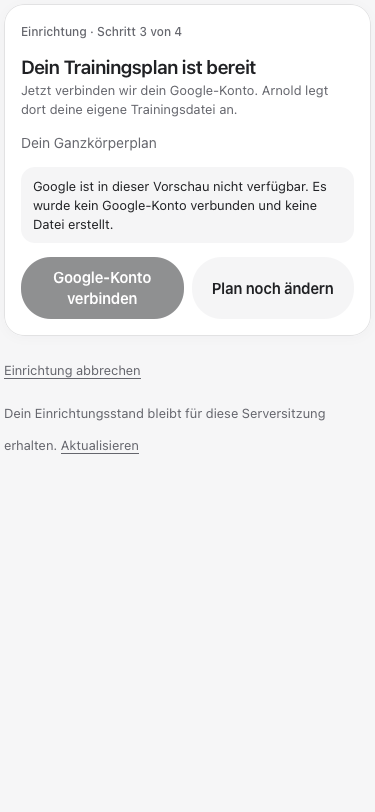 Einrichtung · Schritt 3 von 4
Dein Trainingsplan ist bereit
Jetzt verbinden wir dein Google-Konto. Arnold legt
dort deine eigene Trainingsdatei an.
Dein Ganzkörperplan
Google ist in dieser Vorschau nicht verfügbar. Es
wurde kein Google-Konto verbunden und keine
Datei erstellt.
Google-Konto
verbinden
Plan noch ändern
Einrichtung abbrechen
Dein Einrichtungsstand bleibt für diese Serversitzung
erhalten. Aktualisieren